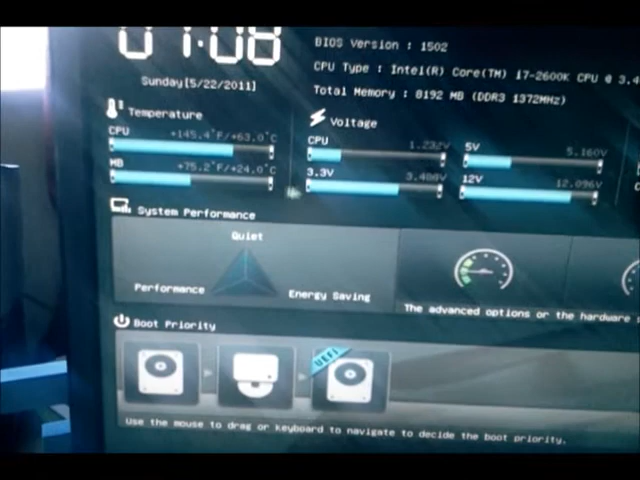 01:08
BIOS Version : 1502
CPU Type : Intel(R) Core(TM) i7-2600K CPU @ 3.4
Sunday[5/22/2011]
Total Memory : 8192 MB (DDR3 1372MHz)
Temperature
Voltage
CPU +145.4°F/+63.0°C
CPU 1.232V
5V 5.160V
MB +75.2°F/+24.0°C
3.3V 3.408V
12V 12.096V
System Performance
Quiet
Performance
Energy Saving
The advanced options or the hardware
Boot Priority
UEFI
Use the mouse to drag or keyboard to navigate to decide the boot priority.